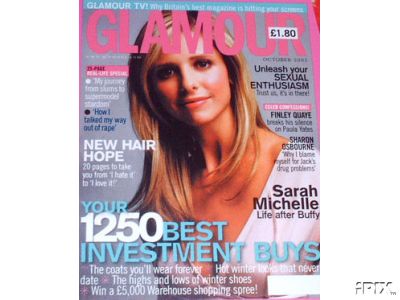 GLAMOUR TV! Why Britain's best magazine is hitting your screens!
GLAMOUR
£1.80
OCTOBER 2003
25-PAGE
REAL-LIFE SPECIAL
• 'My journey
from slums to
supermodel
stardom'
• 'How I
talked my way
out of rape'
Unleash your
SEXUAL
ENTHUSIASM
Trust us, it's in there!
CELEB CONFESSIONS!
FINLEY QUAYE
breaks his silence
on Paula Yates
SHARON
OSBOURNE
'Why I blame
myself for Jack's
drug problems'
NEW HAIR
HOPE
20 pages to take
you from 'I hate it'
to 'I love it!'
Sarah
Michelle
Life after Buffy
YOUR
1250 BEST
INVESTMENT BUYS
The coats you'll wear forever * Hot winter looks that never
date * The highs and lows of winter shoes
* Win a £5,000 Warehouse shopping spree!
iPIX